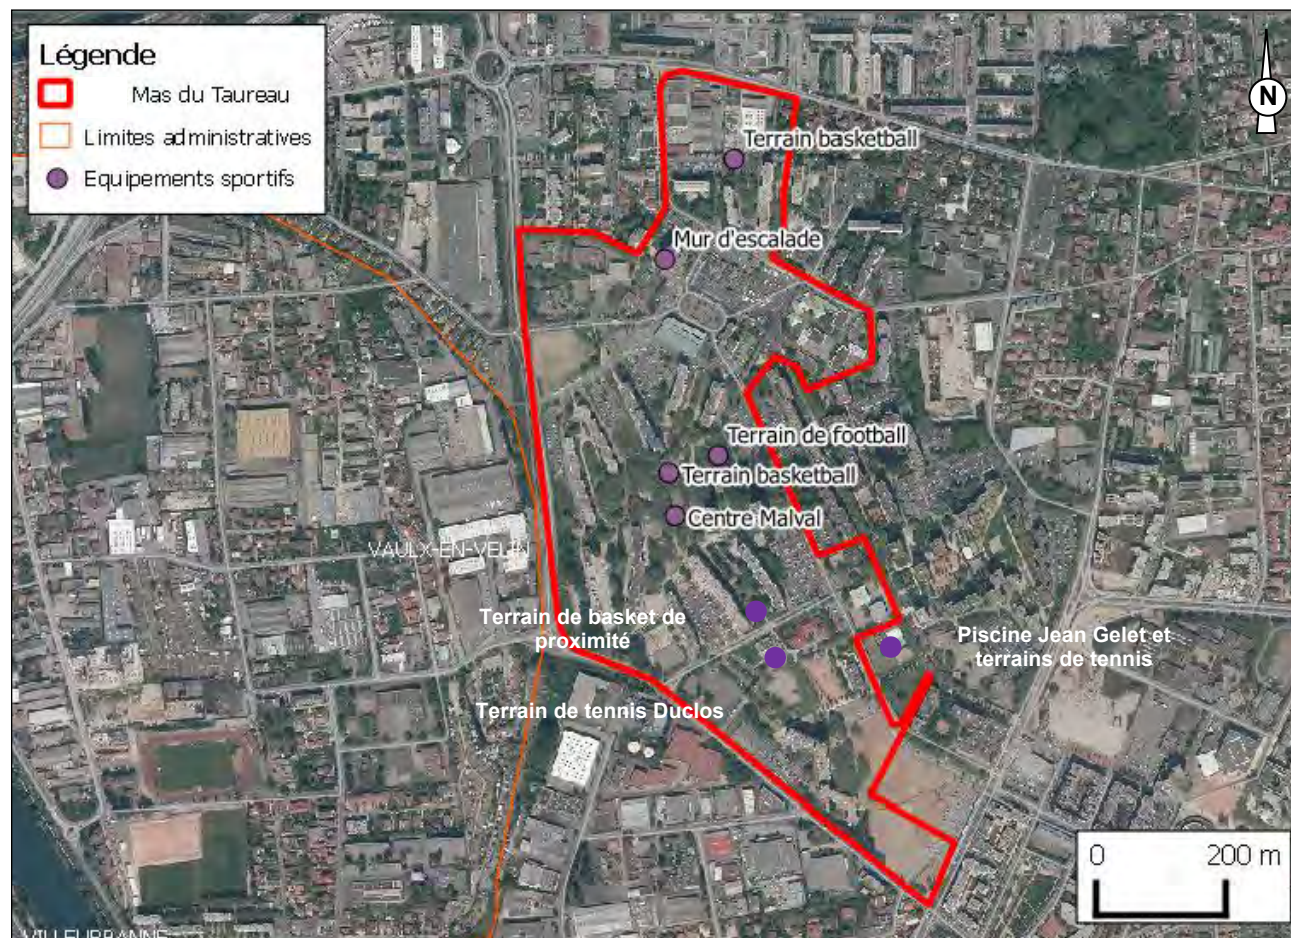 Légende
Mas du Taureau
Limites administratives
Equipements sportifs
N
Terrain basketball
Mur d'escalade
Terrain de football
Terrain basketball
Centre Malval
VAULX-EN-VELIN
Terrain de basket de
proximité
Piscine Jean Gelet et
terrains de tennis
Terrain de tennis Duclos
0 200 m
VILLEURBANNE